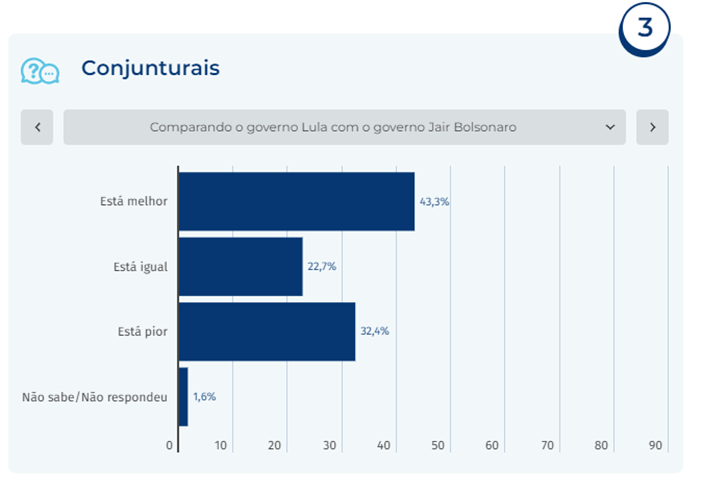 3
Conjunturais
Comparando o governo Lula com o governo Jair Bolsonaro
Está melhor 43,3%
Está igual 22,7%
Está pior 32,4%
Não sabe/Não respondeu 1,6%
0 10 20 30 40 50 60 70 80 90